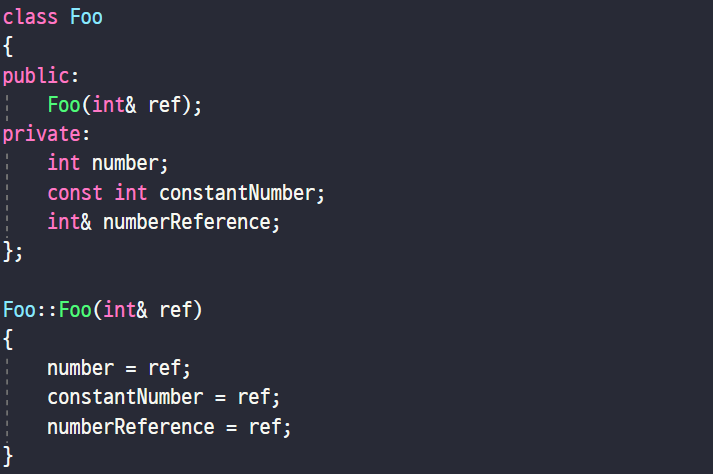 class Foo
{
public:
    Foo(int& ref);
private:
    int number;
    const int constantNumber;
    int& numberReference;
};

Foo::Foo(int& ref)
{
    number = ref;
    constantNumber = ref;
    numberReference = ref;
}